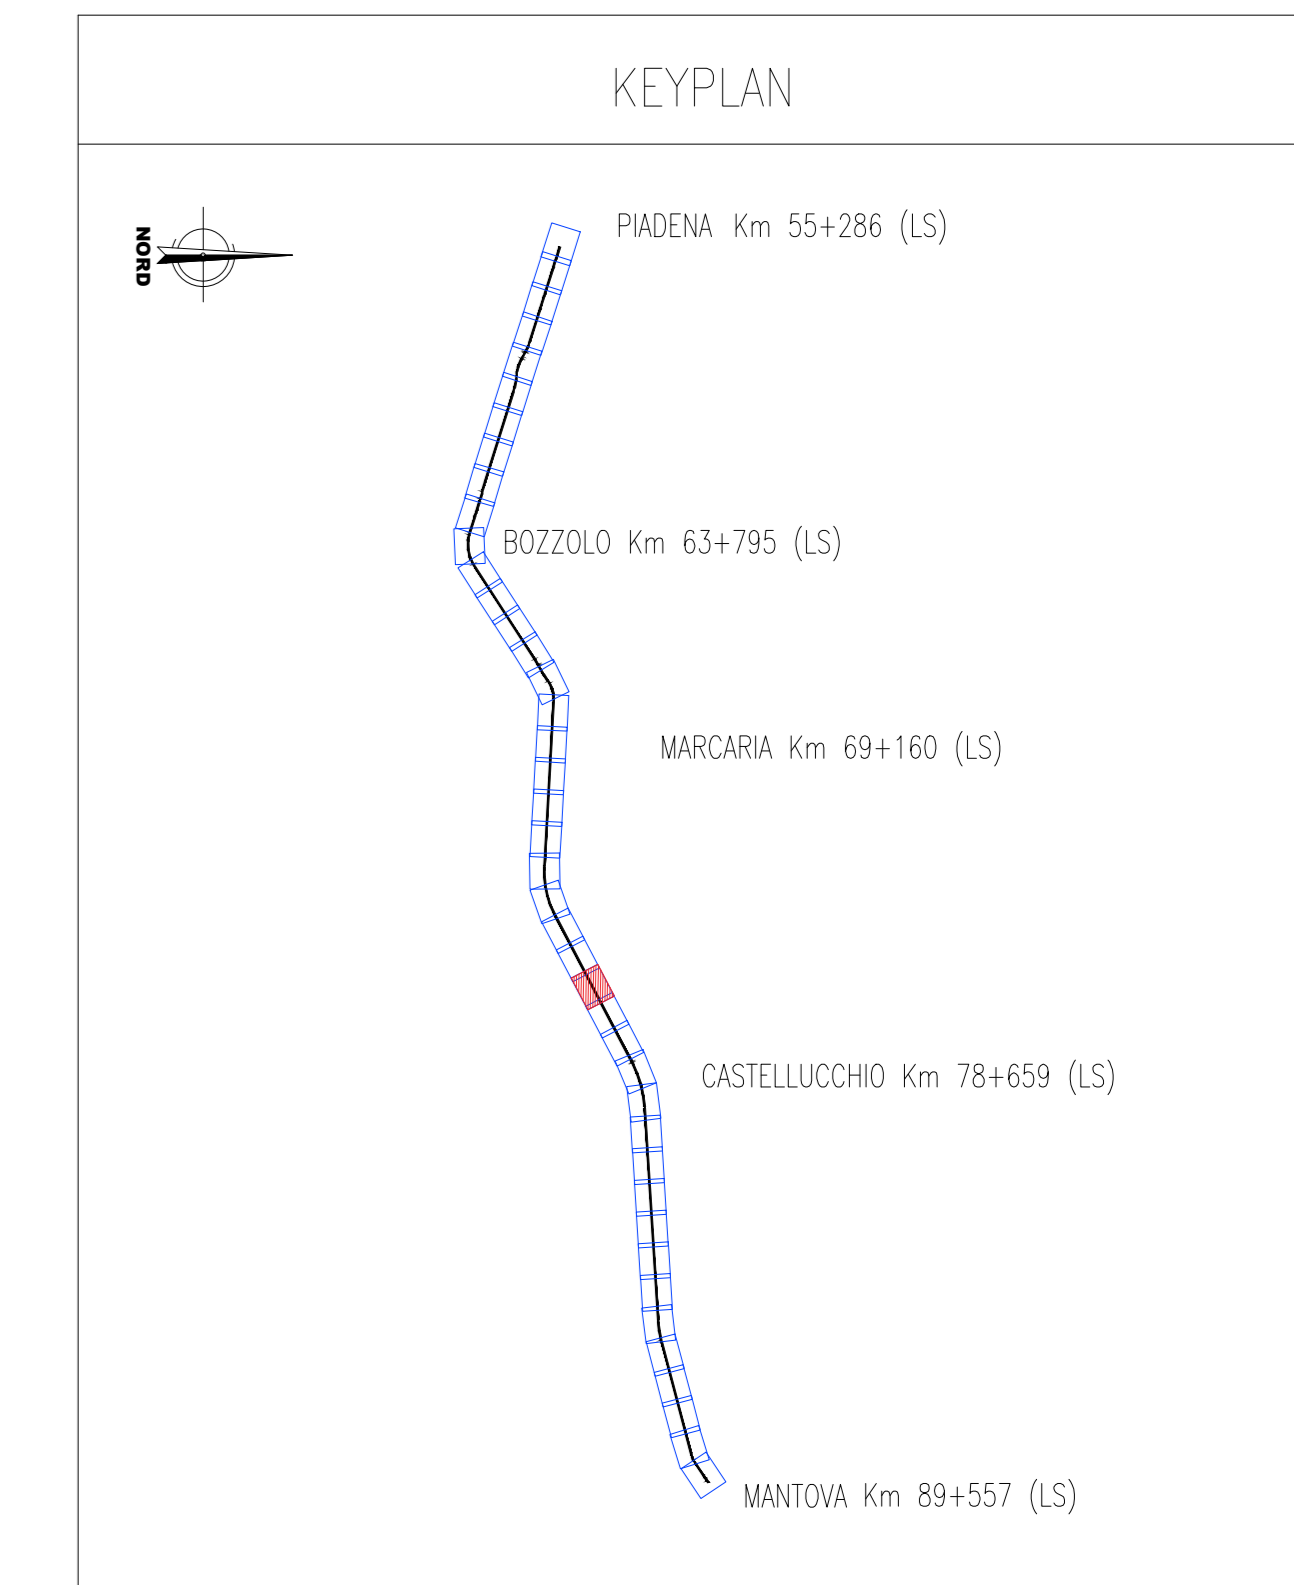 KEYPLAN
NORD
PIADENA Km 55+286 (LS)
BOZZOLO Km 63+795 (LS)
MARCARIA Km 69+160 (LS)
CASTELLUCCHIO Km 78+659 (LS)
MANTOVA Km 89+557 (LS)